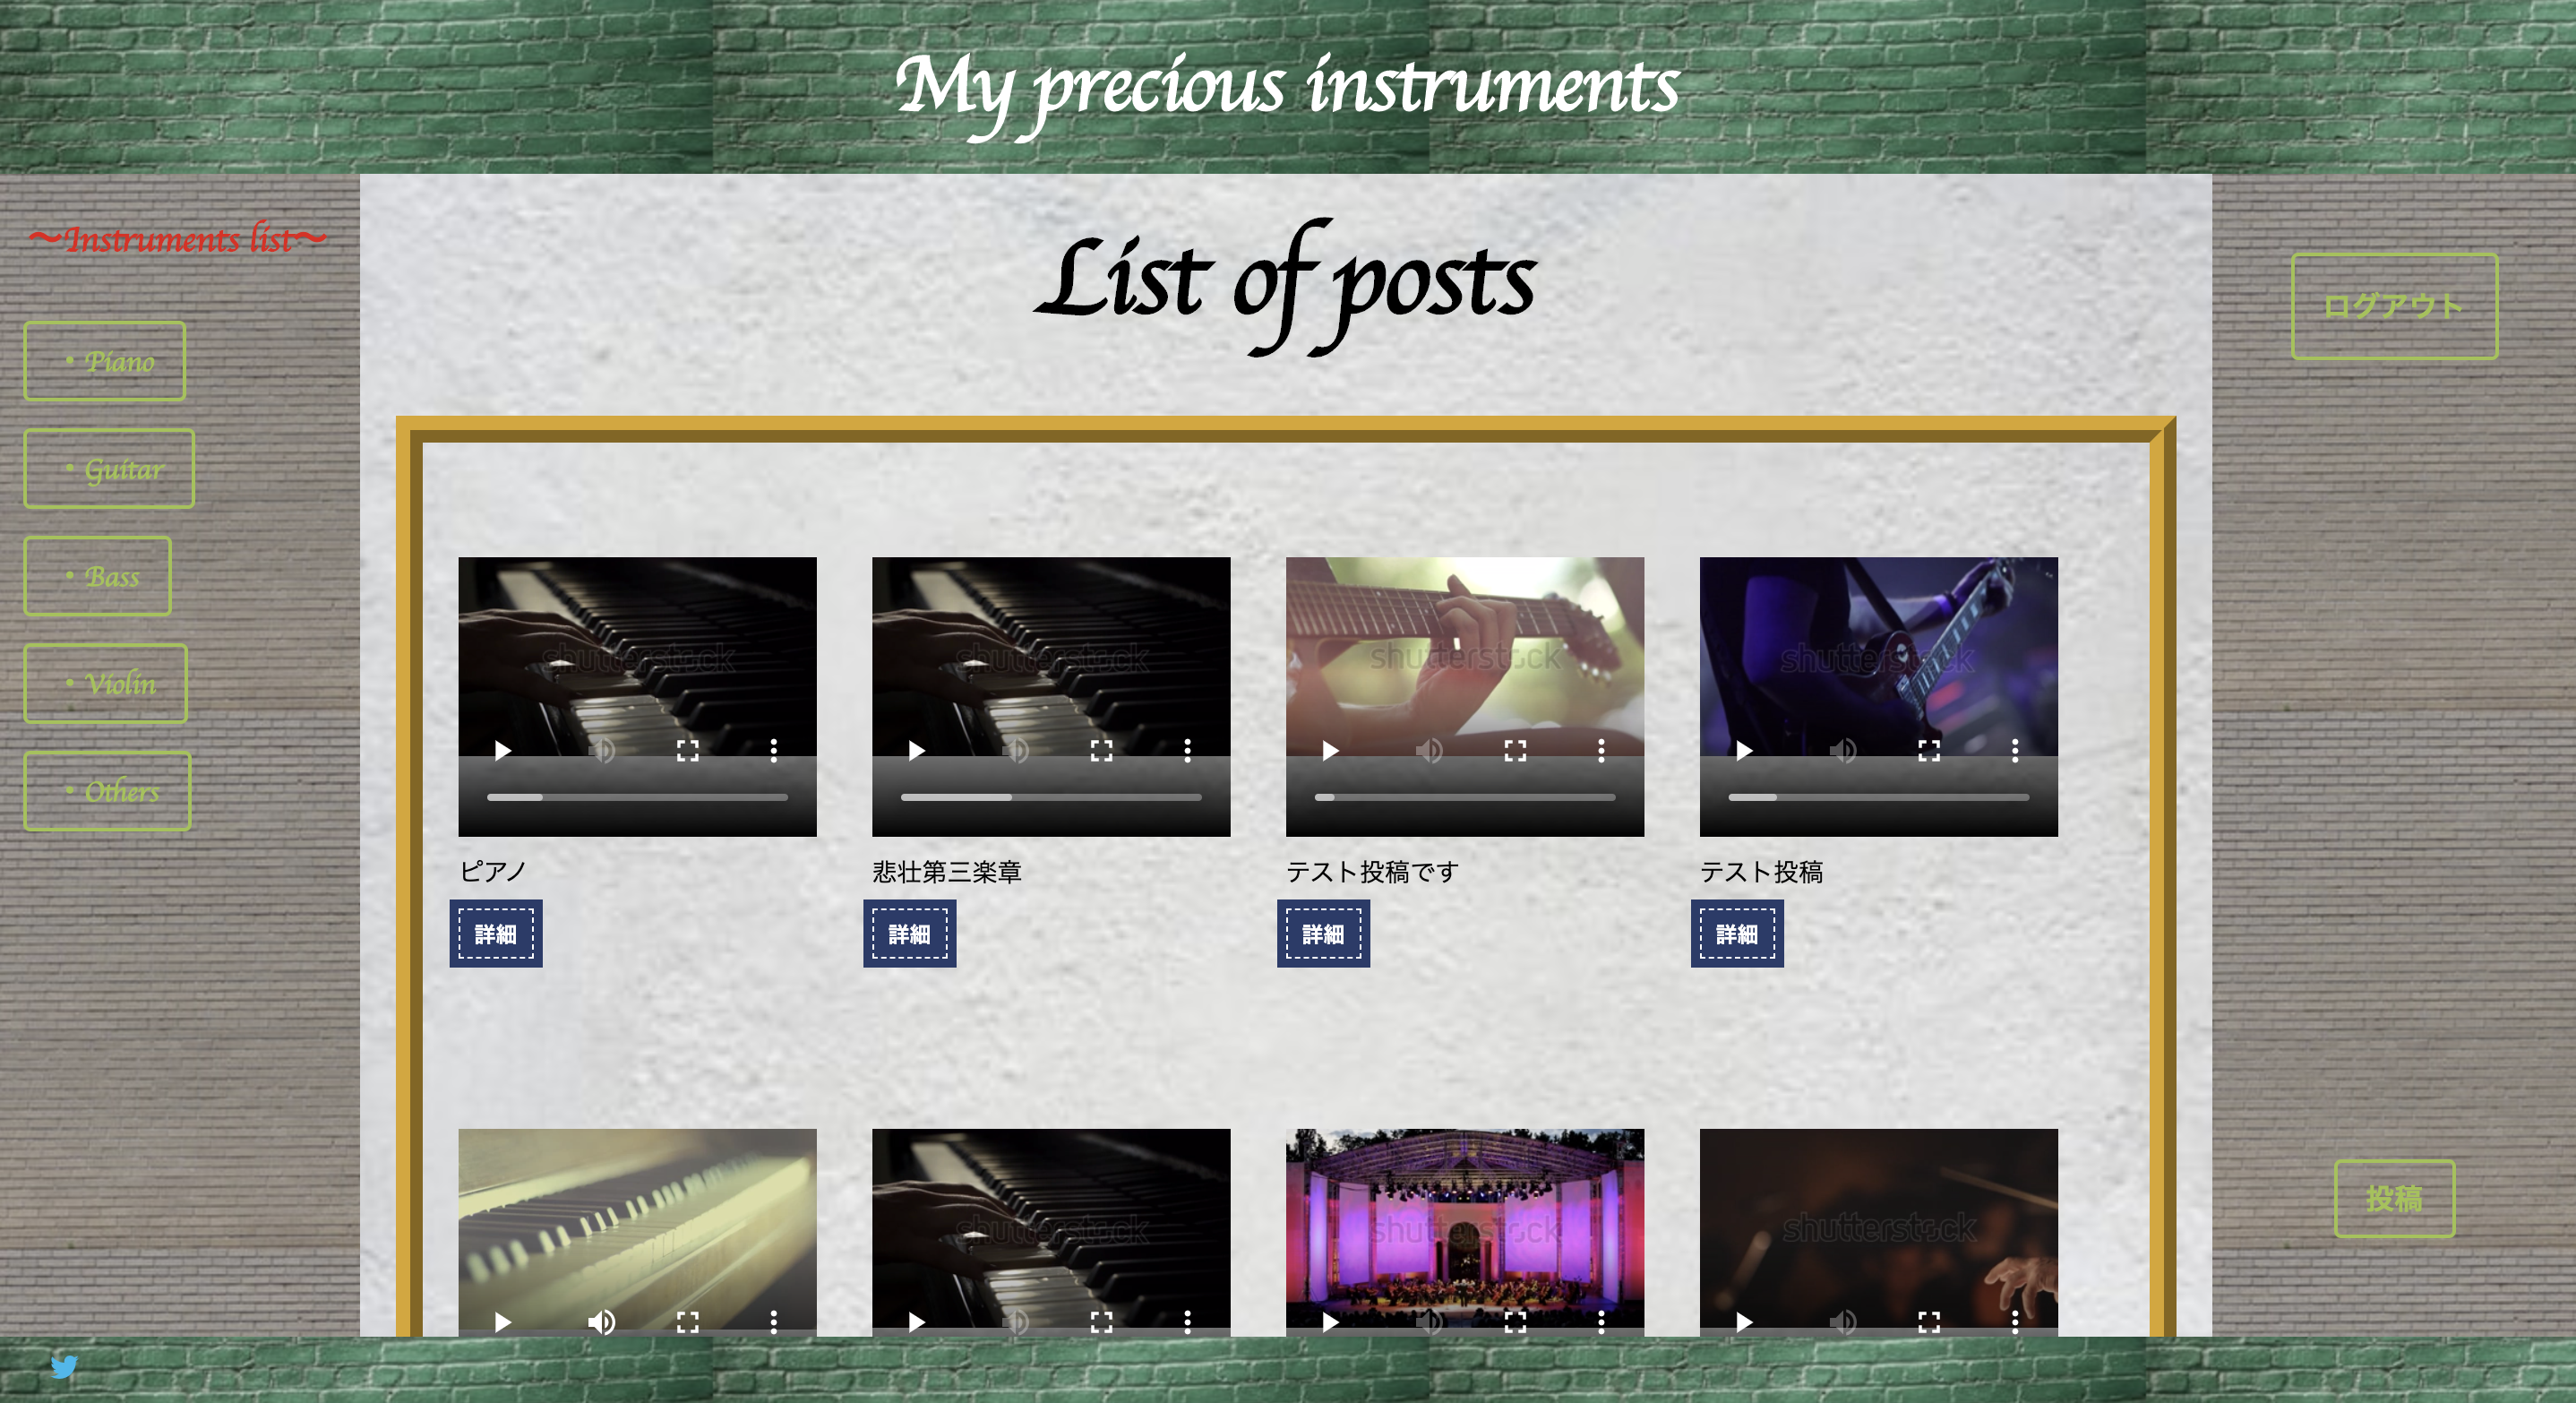 My precious instruments
〜Instruments list〜
・Piano
・Guitar
・Bass
・Violin
・Others
List of posts
ログアウト
shutterstock
shutterstock
shutterstock
shutterstock
ピアノ
悲壮第三楽章
テスト投稿です
テスト投稿
詳細
詳細
詳細
詳細
shutterstock
shutterstock
shutterstock
投稿